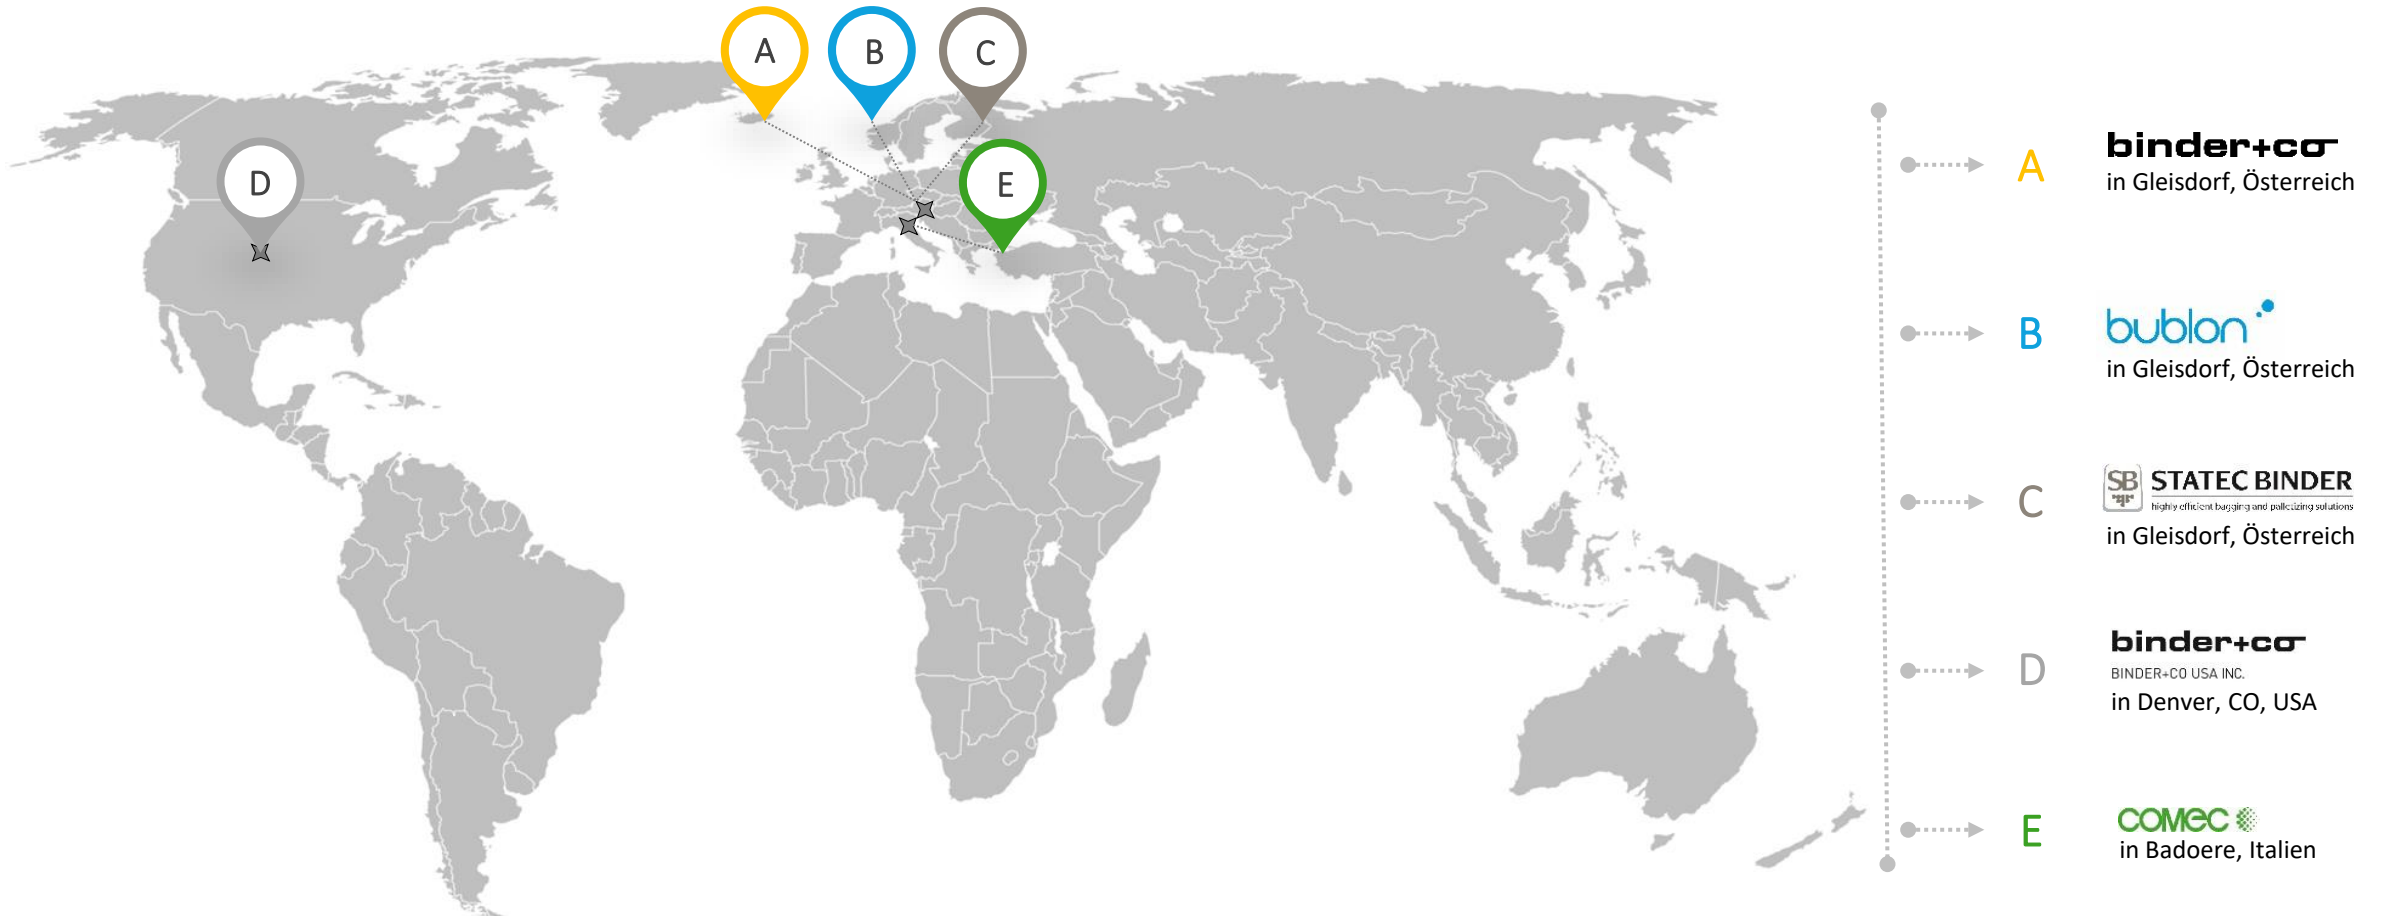 A
B
C
D
E
A
binder+co
in Gleisdorf, Österreich
B
bublon
in Gleisdorf, Österreich
C
SB STATEC BINDER
highly efficient bagging and palletizing solutions
in Gleisdorf, Österreich
D
binder+co
BINDER+CO USA INC.
in Denver, CO, USA
E
COMeC
in Badoere, Italien